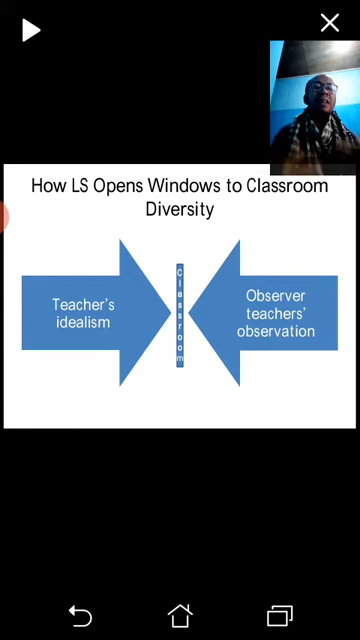 How LS Opens Windows to Classroom
Diversity
Teacher's
idealism
Classroom
Observer
teachers'
observation